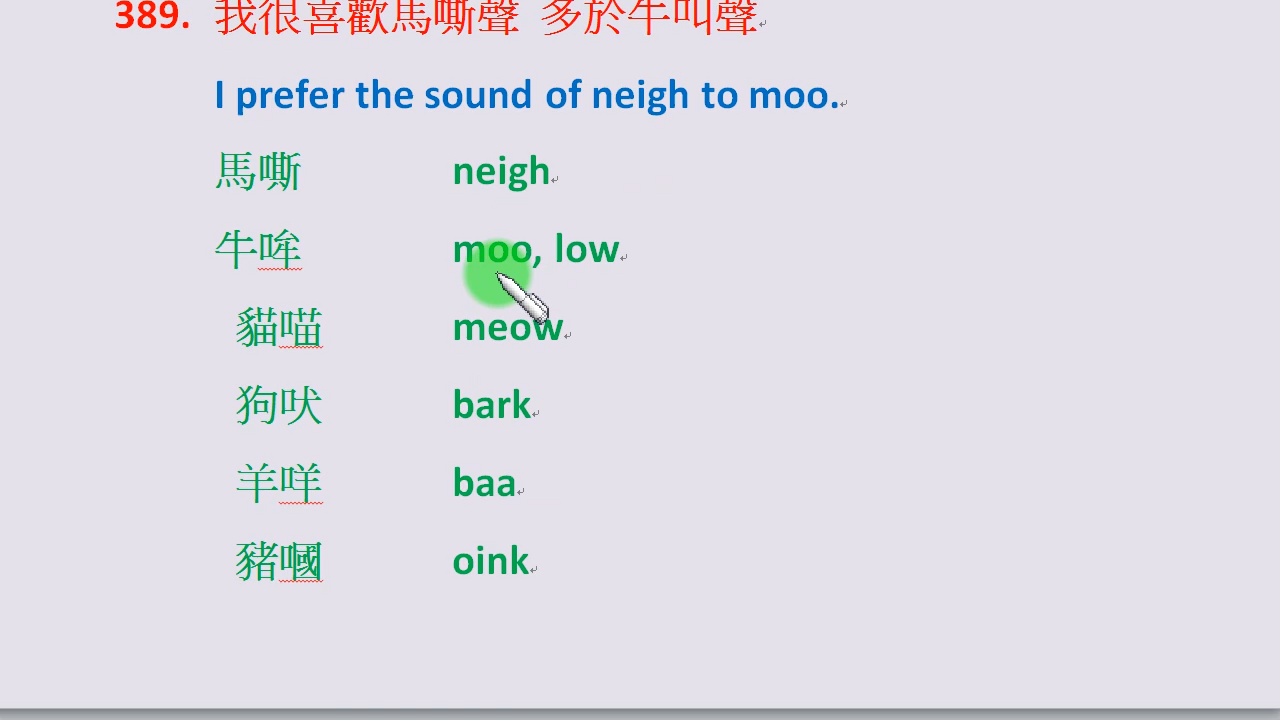 389. 我很喜歡馬嘶聲 多於牛叫聲
I prefer the sound of neigh to moo.
馬嘶 neigh
牛哞 moo, low
貓喵 meow
狗吠 bark
羊咩 baa
豬嘓 oink